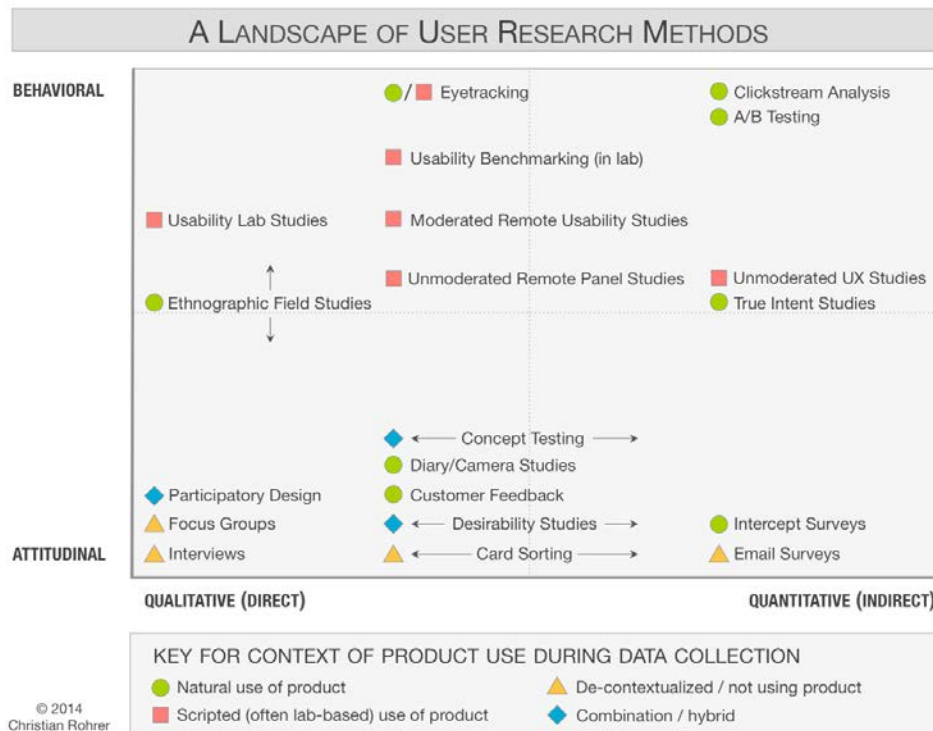 A LANDSCAPE OF USER RESEARCH METHODS
BEHAVIORAL
/ Eyetracking
Clickstream Analysis
A/B Testing
Usability Benchmarking (in lab)
Usability Lab Studies
Moderated Remote Usability Studies
Unmoderated Remote Panel Studies
Unmoderated UX Studies
Ethnographic Field Studies
True Intent Studies
Concept Testing
Diary/Camera Studies
Participatory Design
Customer Feedback
Focus Groups
Desirability Studies
Intercept Surveys
ATTITUDINAL
Interviews
Card Sorting
Email Surveys
QUALITATIVE (DIRECT)
QUANTITATIVE (INDIRECT)
KEY FOR CONTEXT OF PRODUCT USE DURING DATA COLLECTION
Natural use of product
De-contextualized / not using product
Scripted (often lab-based) use of product
Combination / hybrid
© 2014
Christian Rohrer